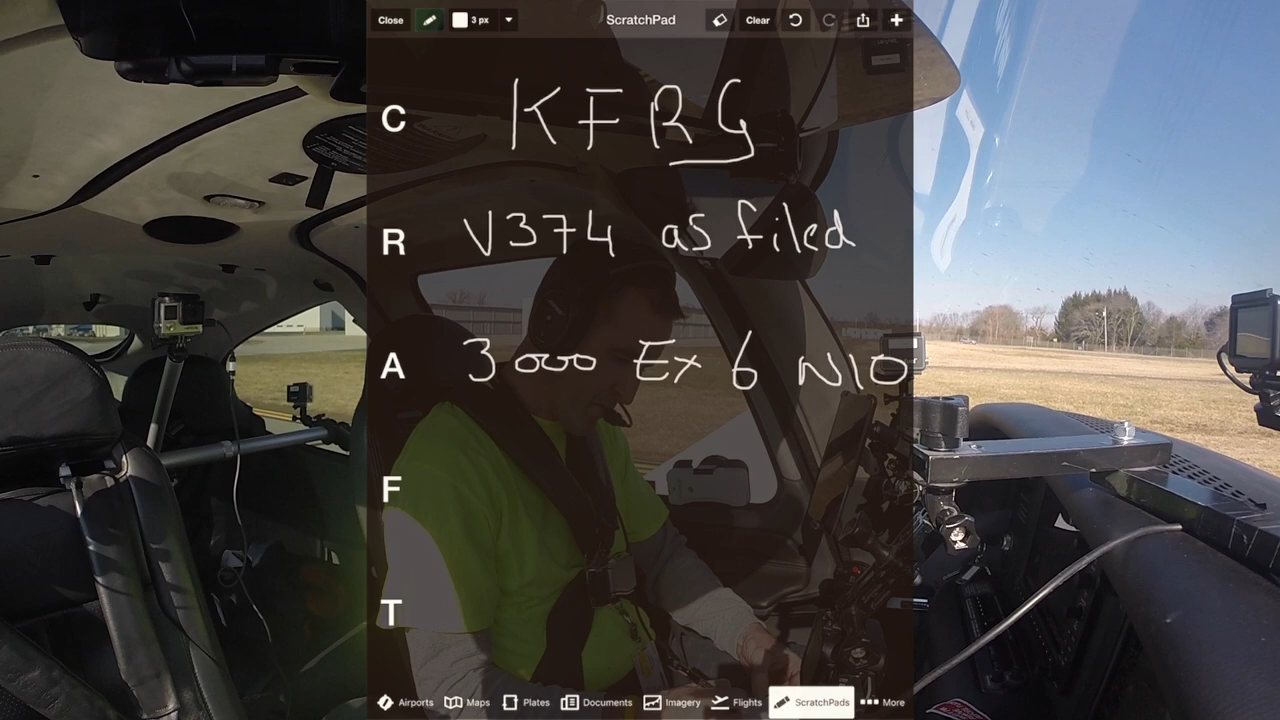 Close 3 px ScratchPad Clear
C KFRG
R V374 as filed
A 3000 Ex 6 N10
F
T
Airports Maps Plates Documents Imagery Flights ScratchPads More